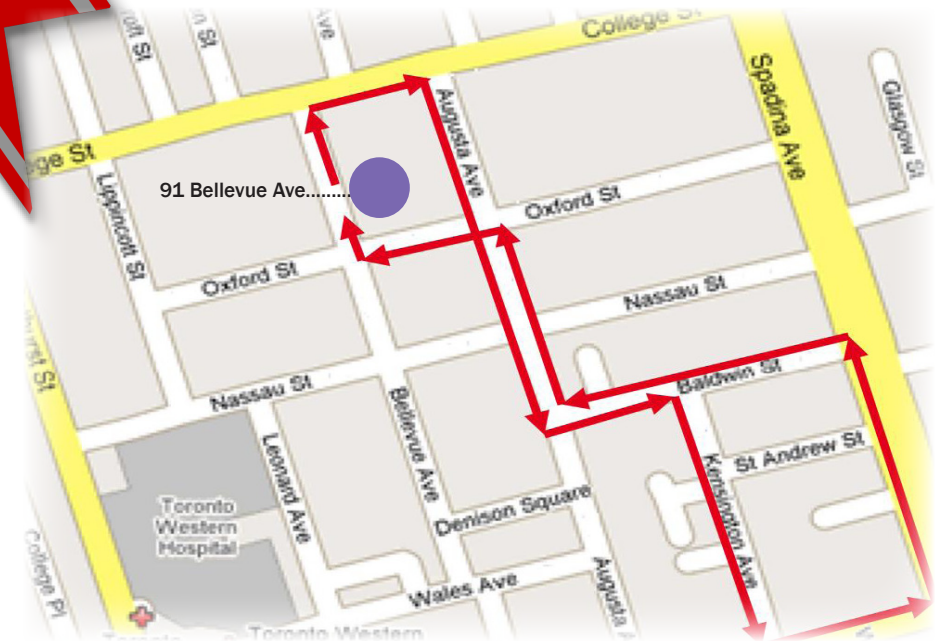 College St
Ave
Spadina Ave
Glasgow St
Augusta Ave
ege St
Lippincott St
91 Bellevue Ave.........
Oxford St
Oxford St
Nassau St
Nassau St
Baldwin St
Bellevue Ave
Leonard Ave
Kensington Ave
St Andrew St
Denison Square
Toronto
Western
Hospital
College Pl
Wales Ave
Augusta A
Toronto Western